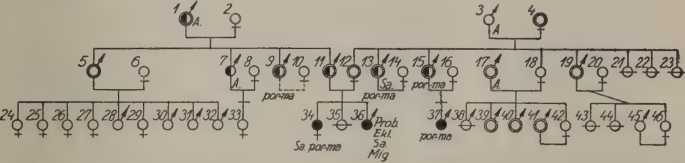 1 A. 2 3 A 4
5 6 7 A. 8 9 10 11 12 13 Sa. 14 15 16 17 A. 18 19 20 21 22 23
por-ma por-ma por-ma
24 25 26 27 28 29 30 31 32 33 34 35 36 37 38 39 40 41 42 43 44 45 46
Sa por-ma Prob. por-ma
Ekl.
Sa.
Mig